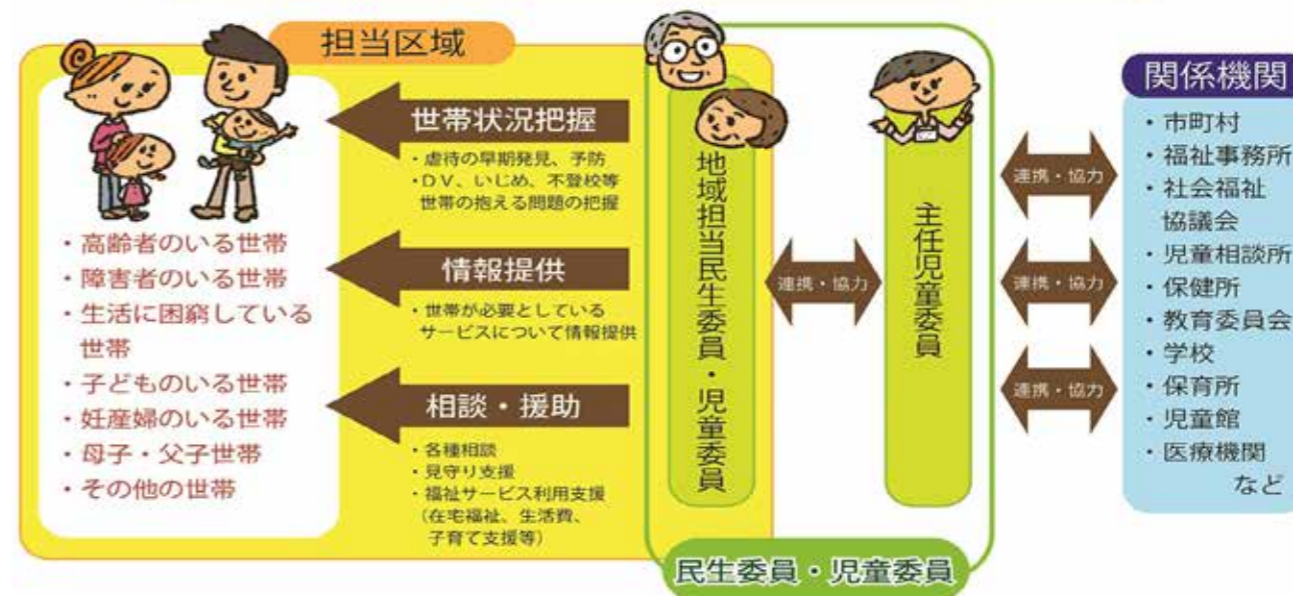 担当区域
・高齢者のいる世帯
・障害者のいる世帯
・生活に困窮している
世帯
・子どものいる世帯
・妊産婦のいる世帯
・母子・父子世帯
・その他の世帯
世帯状況把握
・虐待の早期発見、予防
・DV、いじめ、不登校等
世帯の抱える問題の把握
情報提供
・世帯が必要としている
サービスについて情報提供
相談・援助
・各種相談
・見守り支援
・福祉サービス利用支援
(在宅福祉、生活費、
子育て支援等)
地域担当民生委員・児童委員
連携・協力
主任児童委員
民生委員・児童委員
連携・協力
連携・協力
連携・協力
関係機関
・市町村
・福祉事務所
・社会福祉
協議会
・児童相談所
・保健所
・教育委員会
・学校
・保育所
・児童館
・医療機関
など